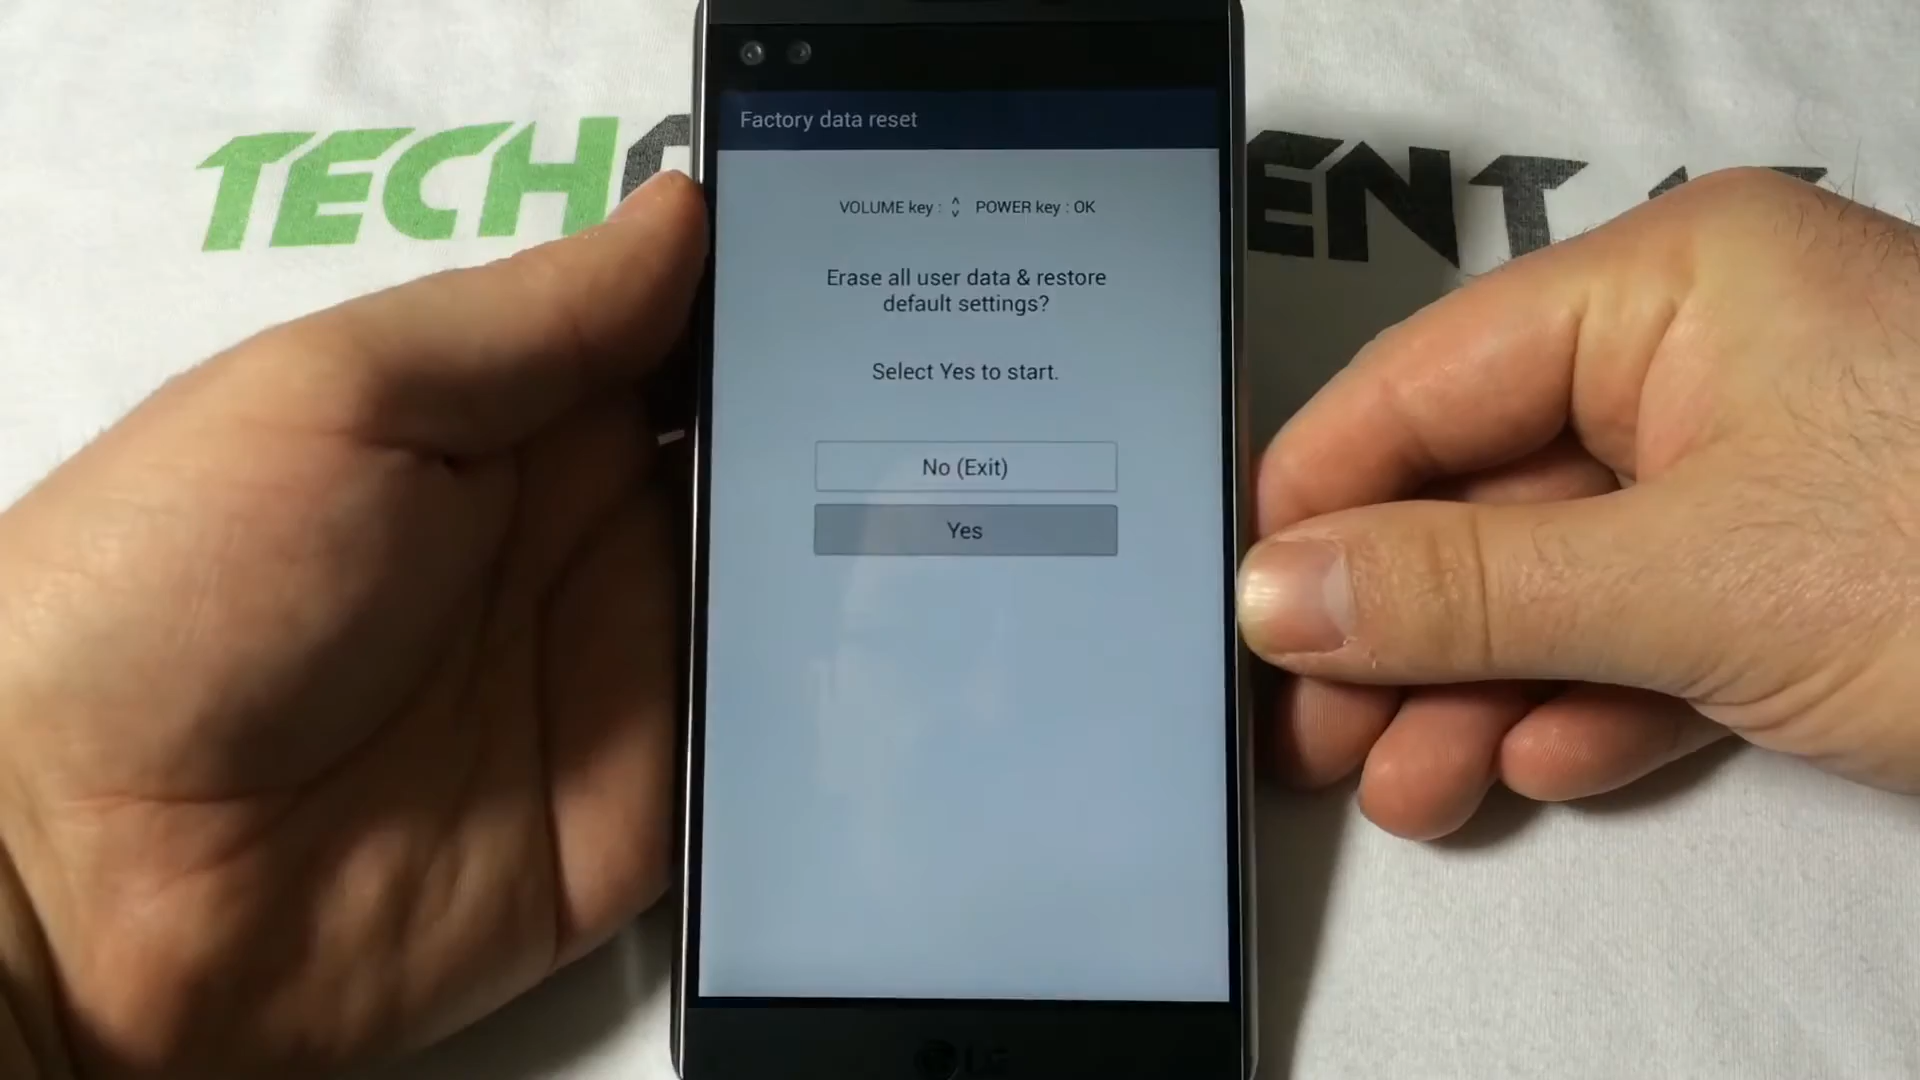 TECH
ENT
Factory data reset
VOLUME key : POWER key : OK
Erase all user data & restore
default settings?
Select Yes to start.
No (Exit)
Yes
LG